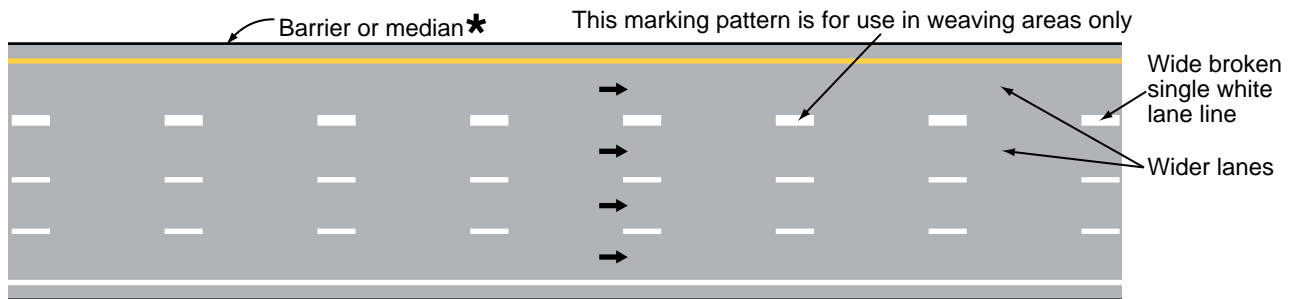 Barrier or median*
This marking pattern is for use in weaving areas only
Wide broken
single white
lane line
Wider lanes